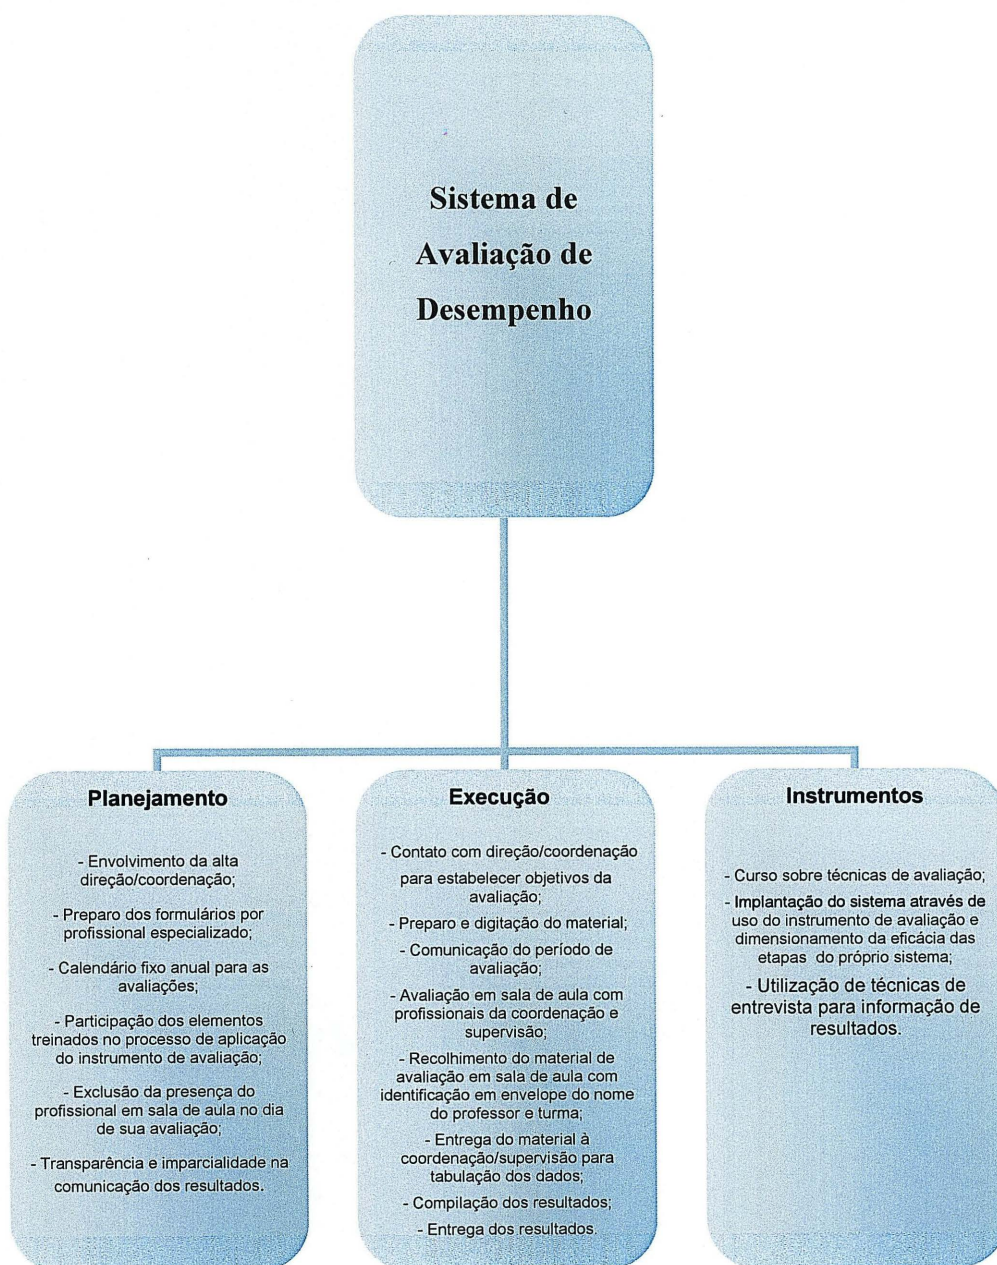 Sistema de
Avaliação de
Desempenho
Planejamento
- Envolvimento da alta
direção/coordenação;
- Preparo dos formulários por
profissional especializado;
- Calendário fixo anual para as
avaliações;
- Participação dos elementos
treinados no processo de aplicação
do instrumento de avaliação;
- Exclusão da presença do
profissional em sala de aula no dia
de sua avaliação;
- Transparência e imparcialidade na
comunicação dos resultados.
Execução
- Contato com direção/coordenação
para estabelecer objetivos da
avaliação;
- Preparo e digitação do material;
- Comunicação do período de
avaliação;
- Avaliação em sala de aula com
profissionais da coordenação e
supervisão;
- Recolhimento do material de
avaliação em sala de aula com
identificação em envelope do nome
do professor e turma;
- Entrega do material à
coordenação/supervisão para
tabulação dos dados;
- Compilação dos resultados;
- Entrega dos resultados.
Instrumentos
- Curso sobre técnicas de avaliação;
- Implantação do sistema através de
uso do instrumento de avaliação e
dimensionamento da eficácia das
etapas do próprio sistema;
- Utilização de técnicas de
entrevista para informação de
resultados.